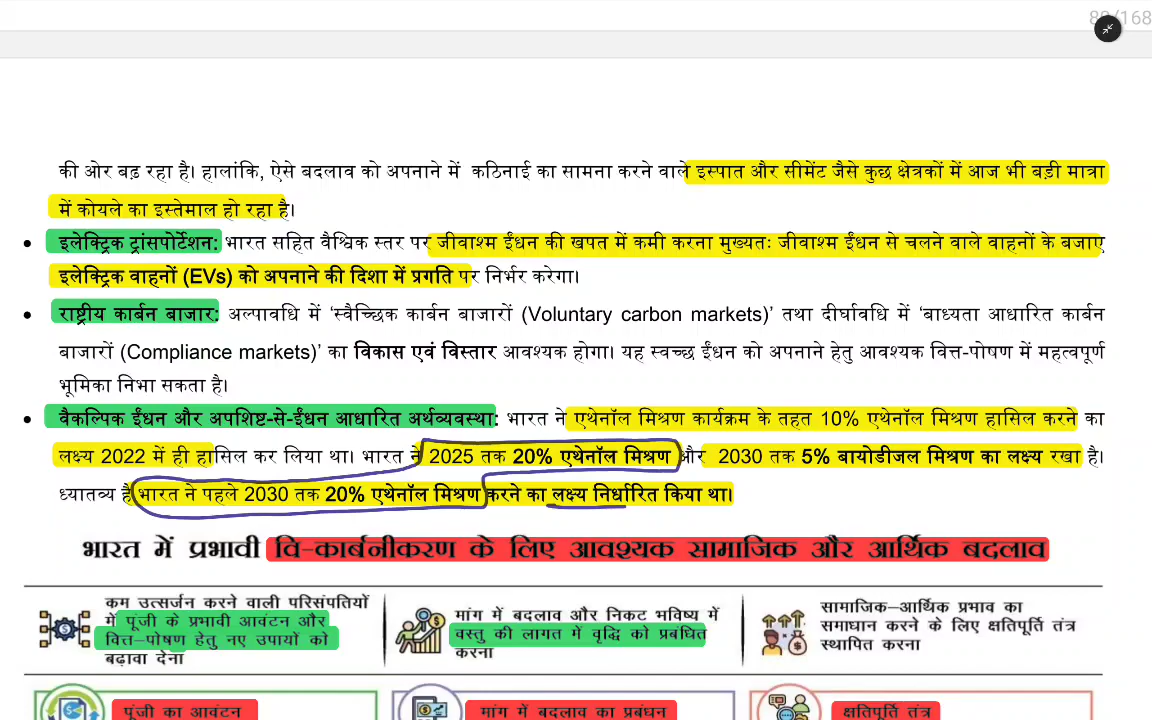 /168
की ओर बढ़ रहा है। हालांकि, ऐसे बदलाव को अपनाने में कठिनाई का सामना करने वाले इस्पात और सीमेंट जैसे कुछ क्षेत्रकों में आज भी बड़ी मात्रा
में कोयले का इस्तेमाल हो रहा है।
• इलेक्ट्रिक ट्रांसपोर्टेशन: भारत सहित वैश्विक स्तर पर जीवाश्म ईंधन की खपत में कमी करना मुख्यतः जीवाश्म ईंधन से चलने वाले वाहनों के बजाए
इलेक्ट्रिक वाहनों (EVs) को अपनाने की दिशा में प्रगति पर निर्भर करेगा।
• राष्ट्रीय कार्बन बाजार: अल्पावधि में ‘स्वैच्छिक कार्बन बाजारों (Voluntary carbon markets)’ तथा दीर्घावधि में ‘बाध्यता आधारित कार्बन
बाजारों (Compliance markets)’ का विकास एवं विस्तार आवश्यक होगा। यह स्वच्छ ईंधन को अपनाने हेतु आवश्यक वित्त-पोषण में महत्वपूर्ण
भूमिका निभा सकता है।
• वैकल्पिक ईंधन और अपशिष्ट-से-ईंधन आधारित अर्थव्यवस्था: भारत ने एथेनॉल मिश्रण कार्यक्रम के तहत 10% एथेनॉल मिश्रण हासिल करने का
लक्ष्य 2022 में ही हासिल कर लिया था। भारत ने 2025 तक 20% एथेनॉल मिश्रण और 2030 तक 5% बायोडीजल मिश्रण का लक्ष्य रखा है।
ध्यातव्य है भारत ने पहले 2030 तक 20% एथेनॉल मिश्रण करने का लक्ष्य निर्धारित किया था।
भारत में प्रभावी वि-कार्बनीकरण के लिए आवश्यक सामाजिक और आर्थिक बदलाव
कम उत्सर्जन करने वाली परिसंपतियों
में पूंजी के प्रभावी आवंटन और
वित्त-पोषण हेतु नए उपायों को
बढ़ावा देना
मांग में बदलाव और निकट भविष्य में
वस्तु की लागत में वृद्धि को प्रबंधित
करना
सामाजिक–आर्थिक प्रभाव का
समाधान करने के लिए क्षतिपूर्ति तंत्र
स्थापित करना
पूंजी का आवंटन
मांग में बदलाव का प्रबंधन
क्षतिपूर्ति तंत्र